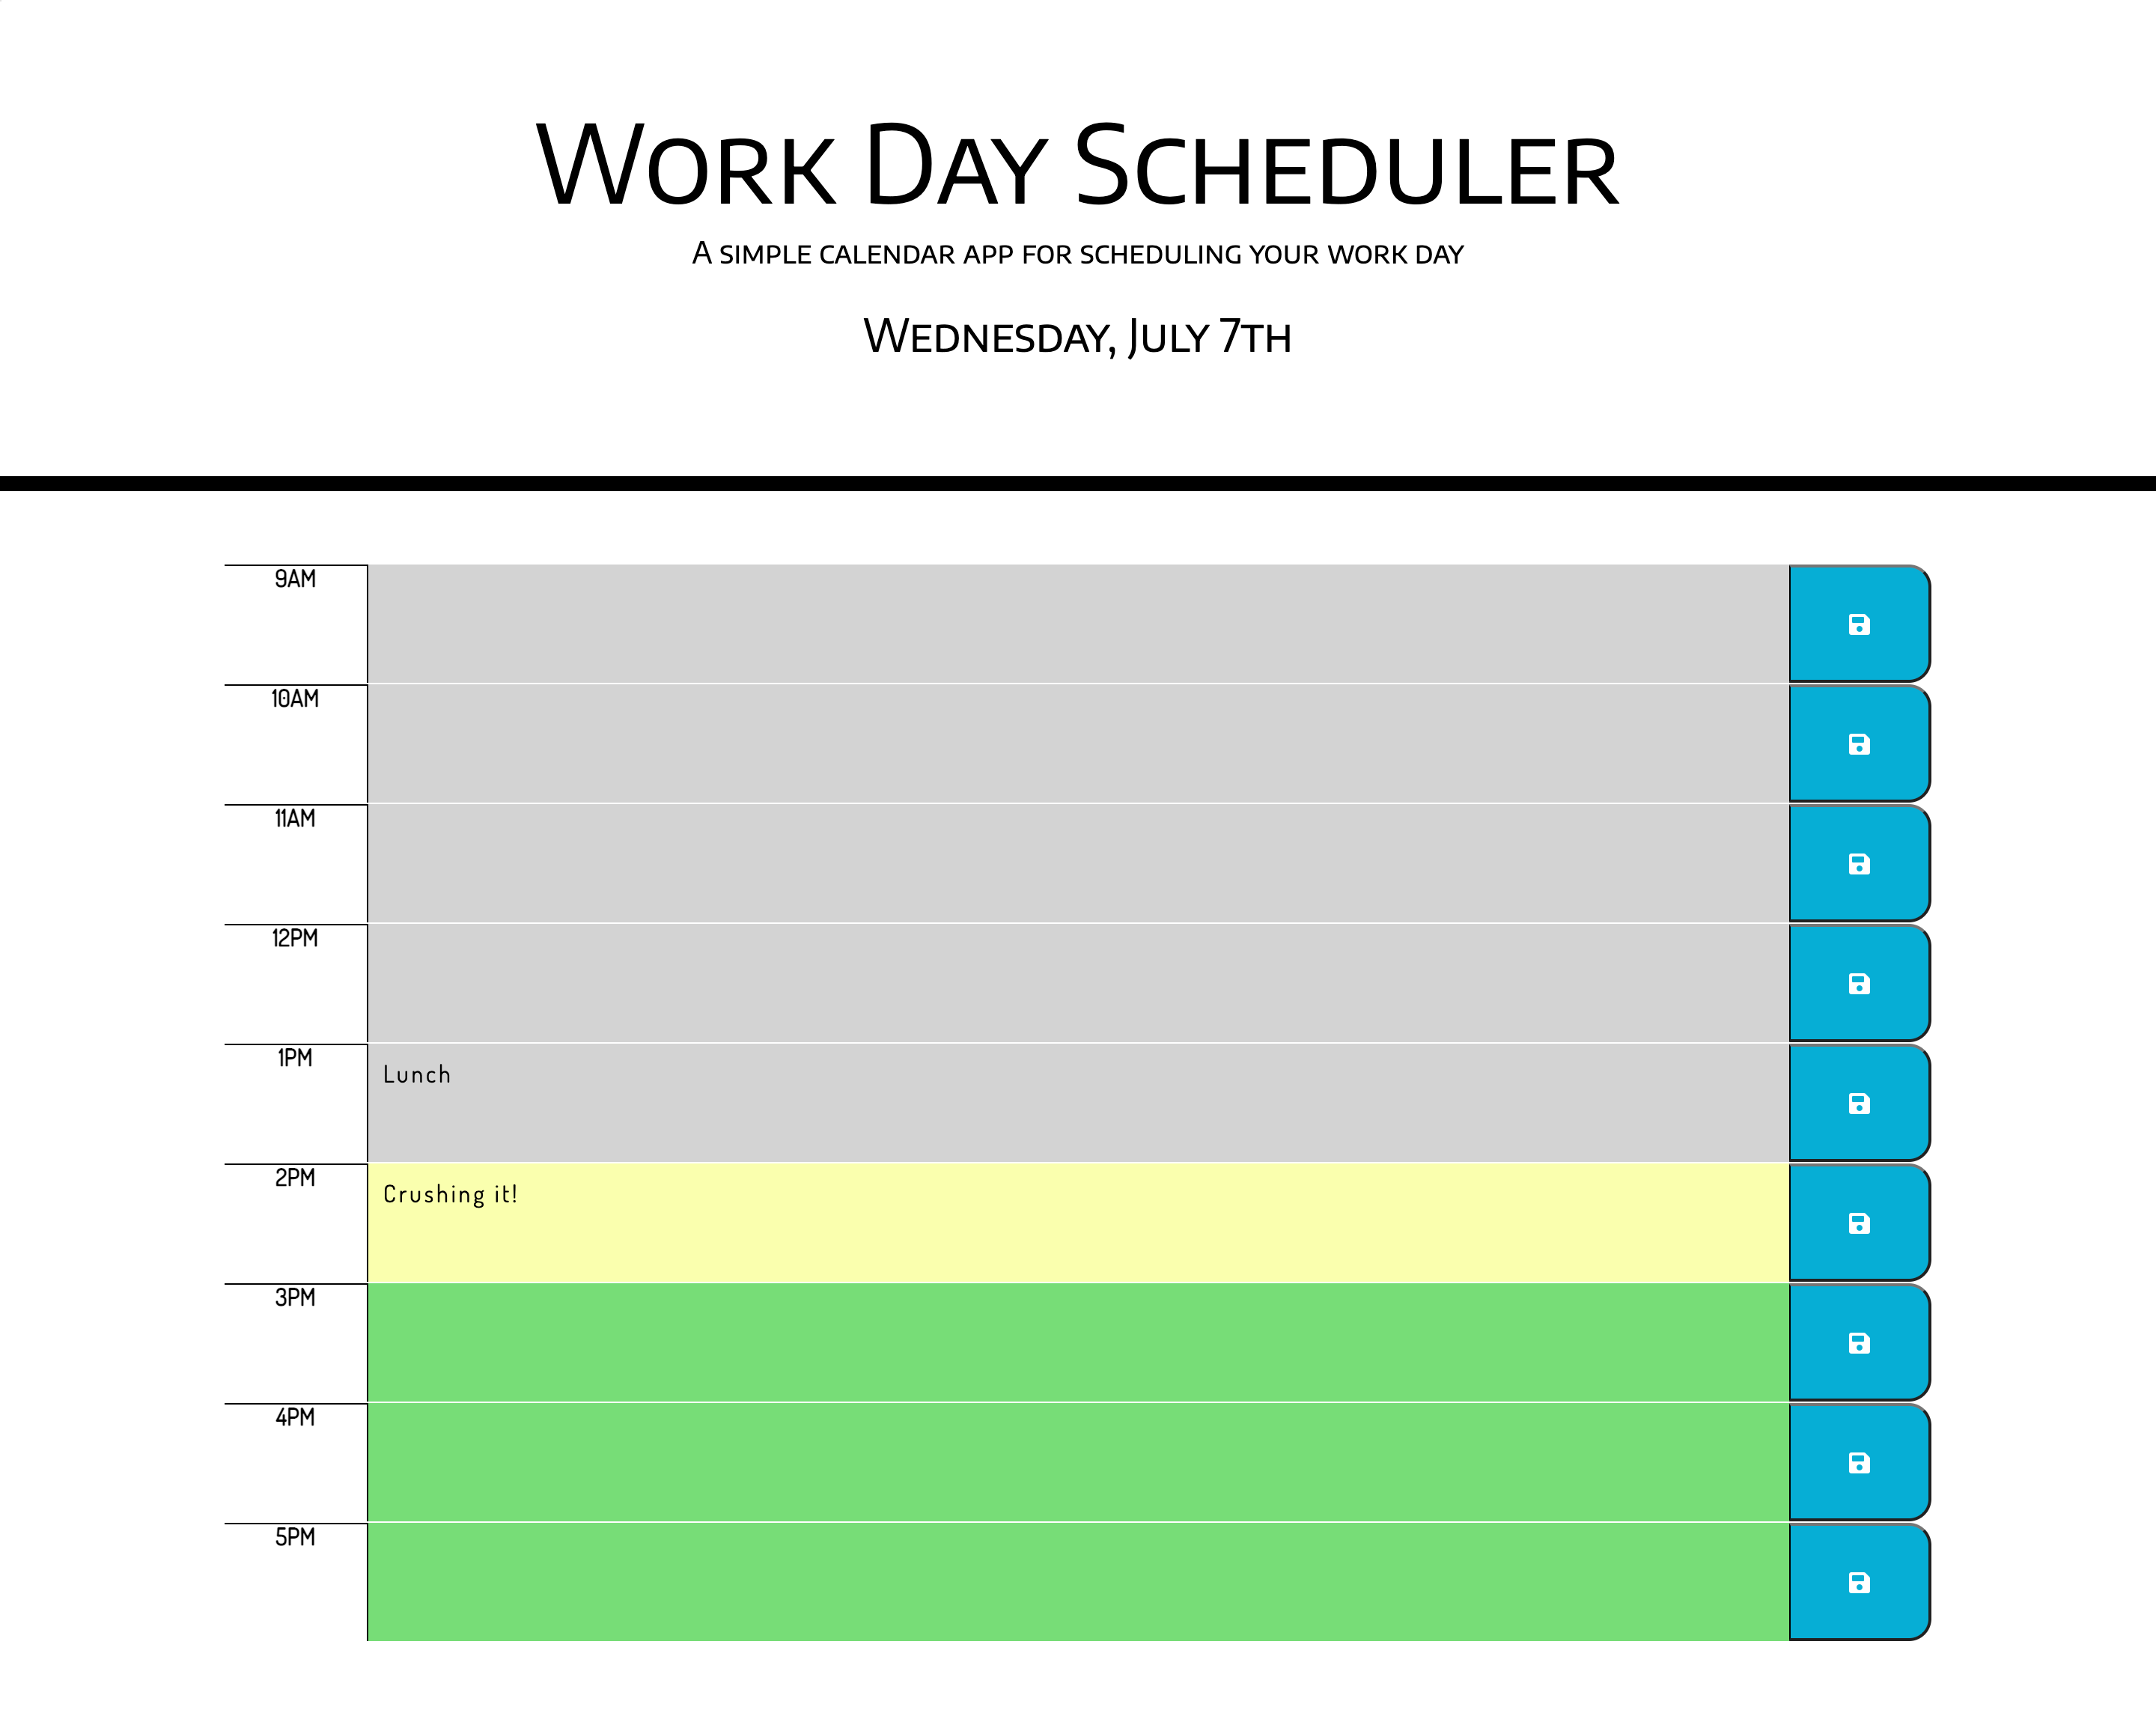 Work Day Scheduler
A simple calendar app for scheduling your work day
Wednesday, July 7th
9AM
10AM
11AM
12PM
1PM
Lunch
2PM
Crushing it!
3PM
4PM
5PM